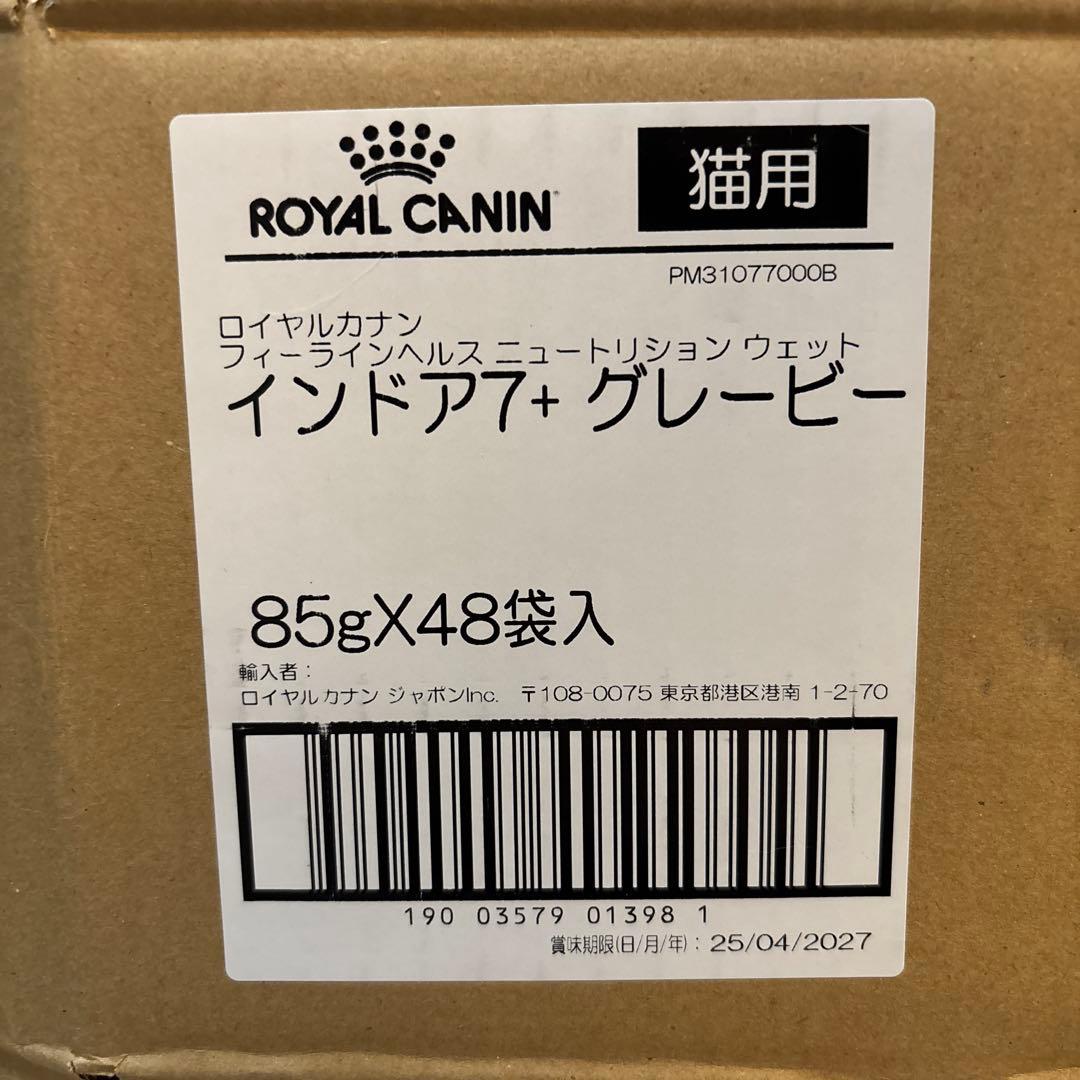 ROYAL CANIN
猫用
PM31077000B
ロイヤルカナン
フィーラインヘルス ニュートリション ウェット
インドア7+ グレービー
85gX48袋入
輸入者：
ロイヤルカナン ジャポンInc. 〒108-0075 東京都港区港南 1-2-70
190 03579 01398 1
賞味期限(日/月/年)：25/04/2027